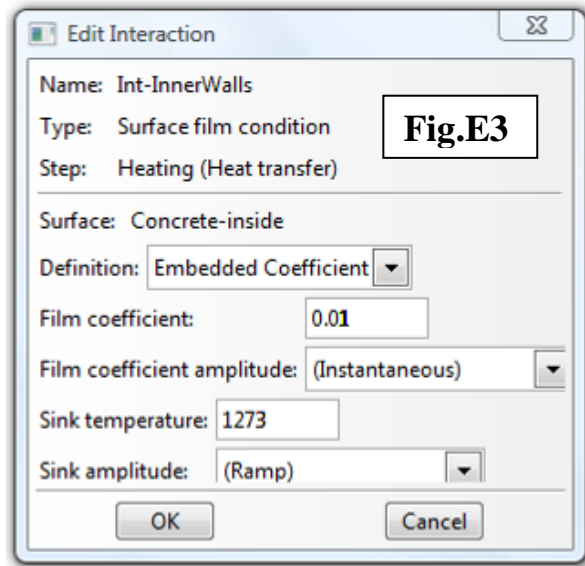 Edit Interaction
Name: Int-InnerWalls
Type: Surface film condition
Fig.E3
Step: Heating (Heat transfer)
Surface: Concrete-inside
Definition: Embedded Coefficient
Film coefficient: 0.01
Film coefficient amplitude: (Instantaneous)
Sink temperature: 1273
Sink amplitude: (Ramp)
OK Cancel